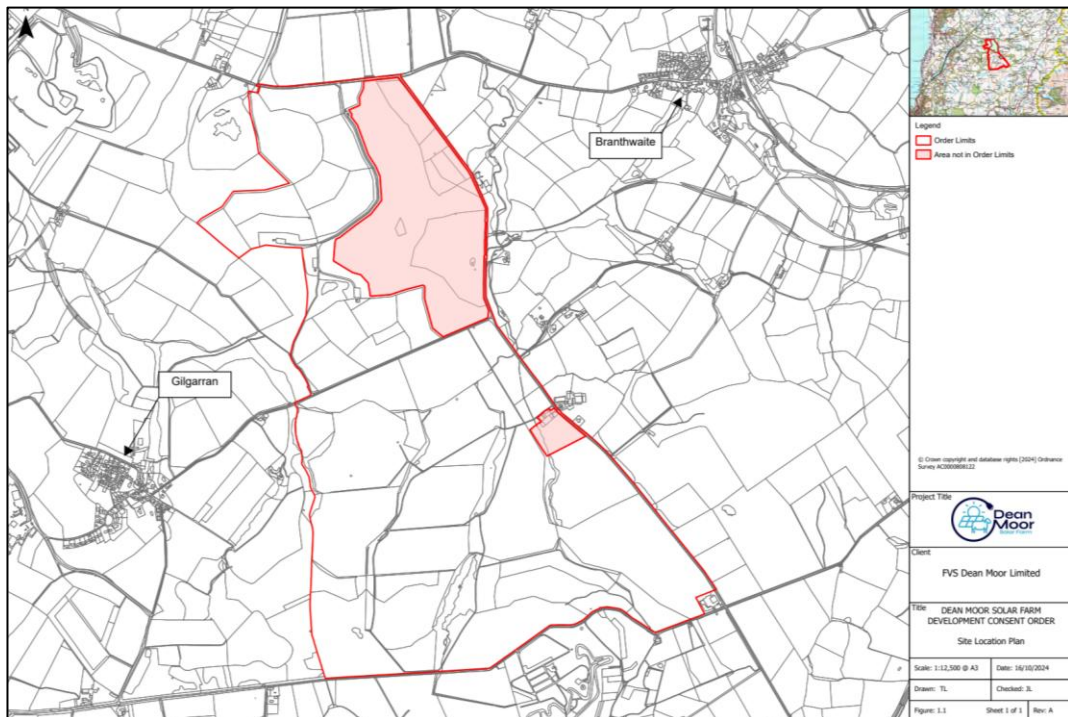 Branthwaite
Gilgarran
Legend
Order Limits
Area not in Order Limits
© Crown copyright and database rights [2024] Ordnance
Survey AC0000808122
Project Title
Dean
Moor
Solar Farm
Client
FVS Dean Moor Limited
Title
DEAN MOOR SOLAR FARM
DEVELOPMENT CONSENT ORDER
Site Location Plan
Scale: 1:12,500 @ A3
Date: 16/10/2024
Drawn: TL
Checked: JL
Figure: 1.1
Sheet 1 of 1
Rev: A